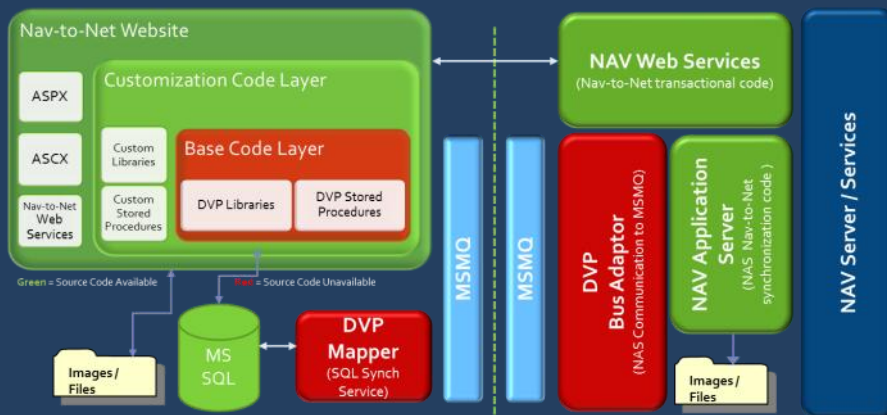 Nav-to-Net Website
ASPX
ASCX
Nav-to-Net
Web
Services
Customization Code Layer
Custom
Libraries
Custom
Stored
Procedures
Base Code Layer
DVP Libraries
DVP Stored
Procedures
Green = Source Code Available
Red = Source Code Unavailable
Images /
Files
MS
SQL
DVP
Mapper
(SQL Synch
Service)
MSMQ
MSMQ
NAV Web Services
(Nav-to-Net transactional code)
DVP
Bus Adaptor
(NAS Communication to MSMQ)
NAV Application
Server
(NAS Nav-to-Net
synchronization code )
Images /
Files
NAV Server / Services